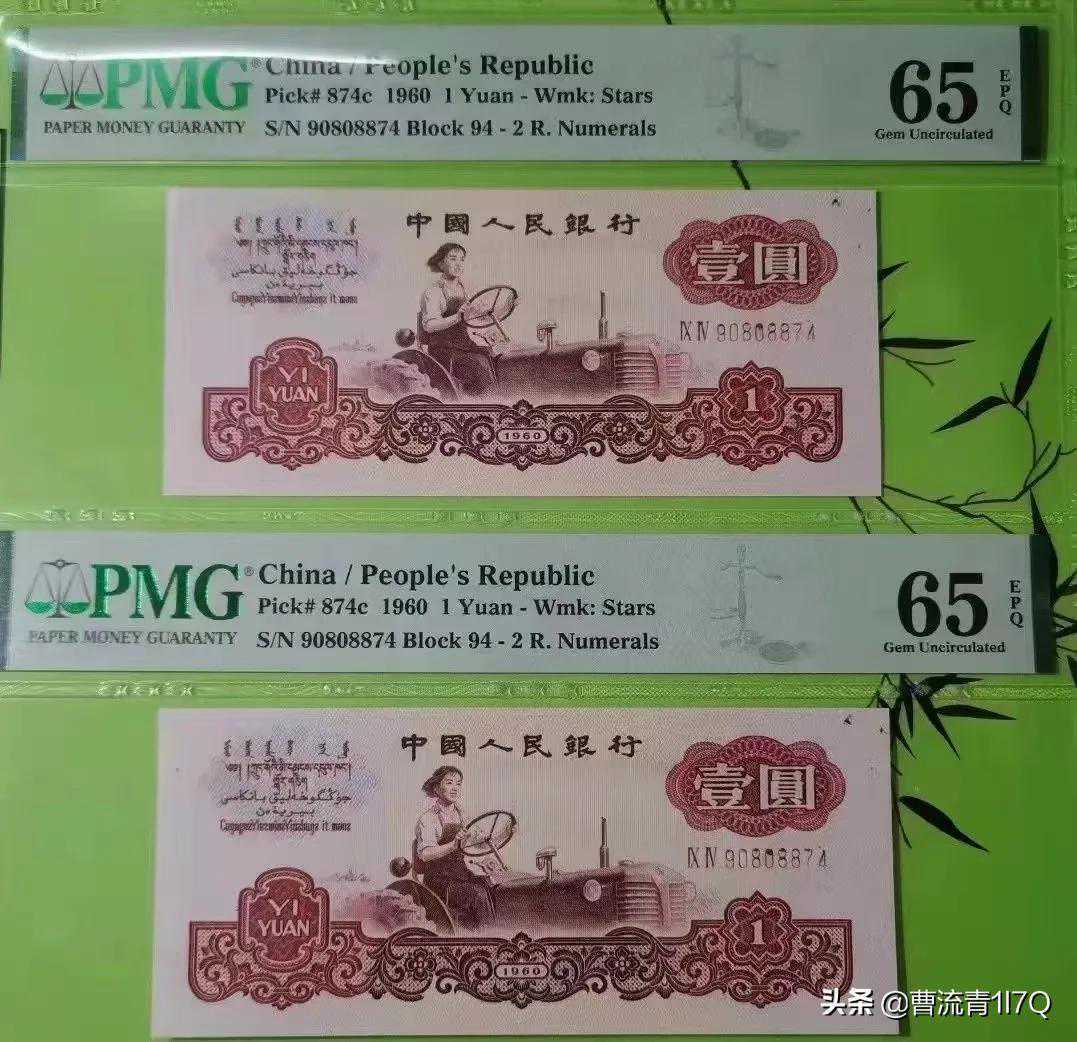 PMG® China / People's Republic
Pick# 874c 1960 1 Yuan - Wmk: Stars
PAPER MONEY GUARANTY S/N 90808874 Block 94 - 2 R. Numerals
65 EPQ
Gem Uncirculated
中國人民銀行
壹圓
IX IV 90808874
YI YUAN
1
1960
PMG® China / People's Republic
Pick# 874c 1960 1 Yuan - Wmk: Stars
PAPER MONEY GUARANTY S/N 90808874 Block 94 - 2 R. Numerals
65 EPQ
Gem Uncirculated
中國人民銀行
壹圓
IX IV 90808874
YI YUAN
1
1960
头条 @曹流青1l7Q